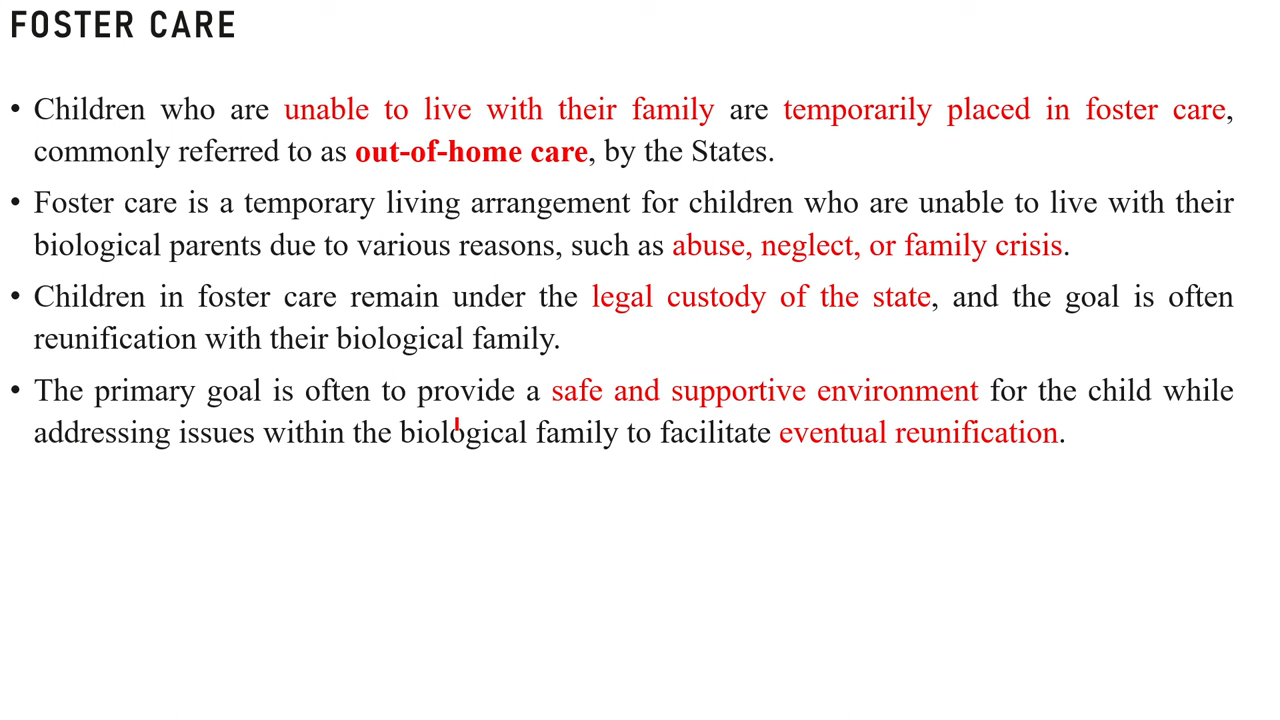 FOSTER CARE
• Children who are unable to live with their family are temporarily placed in foster care,
commonly referred to as out-of-home care, by the States.
• Foster care is a temporary living arrangement for children who are unable to live with their
biological parents due to various reasons, such as abuse, neglect, or family crisis.
• Children in foster care remain under the legal custody of the state, and the goal is often
reunification with their biological family.
• The primary goal is often to provide a safe and supportive environment for the child while
addressing issues within the biological family to facilitate eventual reunification.